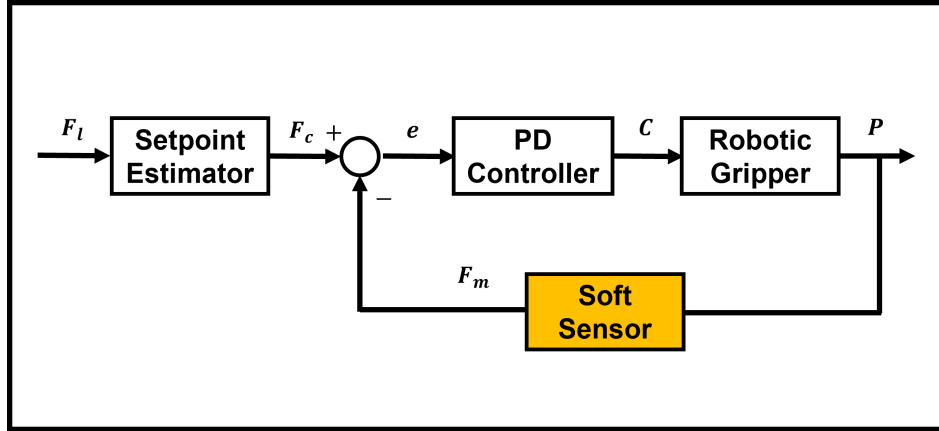 F_l
Setpoint
Estimator
F_c +
e
PD
Controller
C
Robotic
Gripper
P
−
F_m
Soft
Sensor